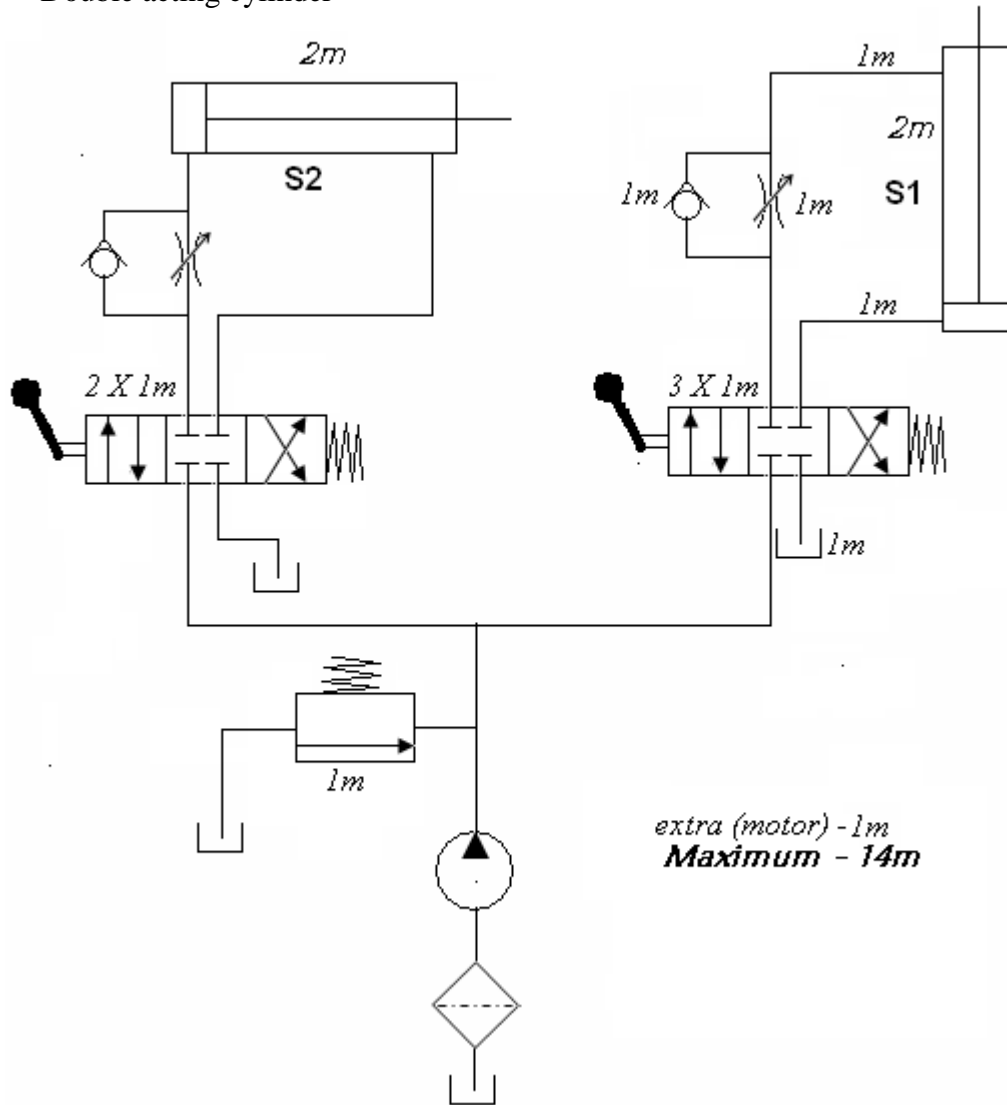 Double acting cylinder
2m
1m
2m
S2
S1
1m
1m
1m
2 X 1m
3 X 1m
1m
1m
extra (motor) - 1m
Maximum - 14m